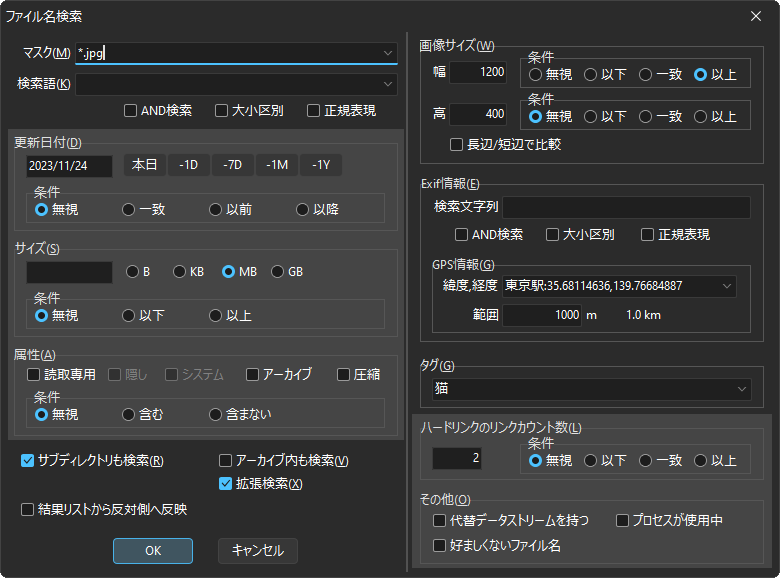 ファイル名検索
マスク(M) *.jpg
検索語(K)
AND検索 大小区別 正規表現
更新日付(D)
2023/11/24 本日 -1D -7D -1M -1Y
条件
無視 一致 以前 以降
サイズ(S)
B KB MB GB
条件
無視 以下 以上
属性(A)
読取専用 隠し システム アーカイブ 圧縮
条件
無視 含む 含まない
サブディレクトリも検索(R) アーカイブ内も検索(V)
拡張検索(X)
結果リストから反対側へ反映
OK キャンセル
画像サイズ(W)
条件
幅 1200 無視 以下 一致 以上
条件
高 400 無視 以下 一致 以上
長辺/短辺で比較
Exif情報(E)
検索文字列
AND検索 大小区別 正規表現
GPS情報(G)
緯度,経度 東京駅:35.68114636,139.76684887
範囲 1000 m 1.0 km
タグ(G)
猫
ハードリンクのリンクカウント数(L)
条件
2 無視 以下 一致 以上
その他(O)
代替データストリームを持つ プロセスが使用中
好ましくないファイル名